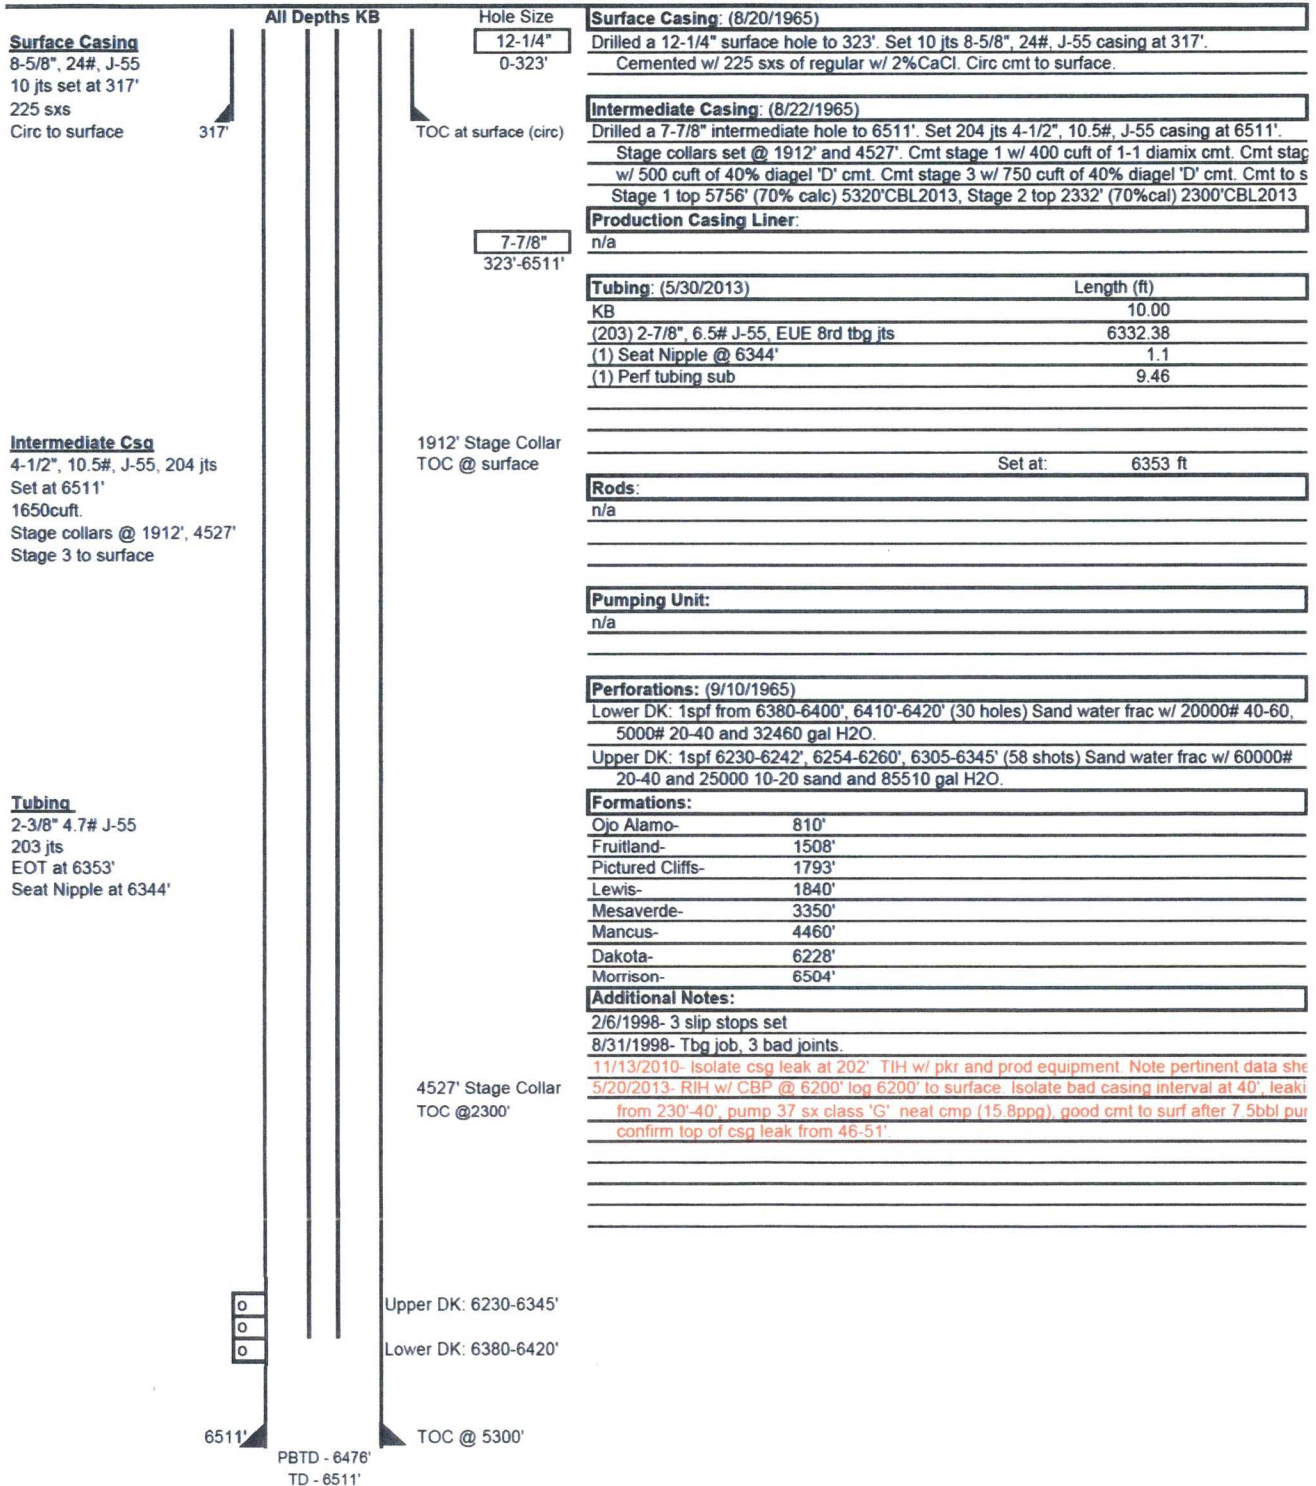 All Depths KB
Hole Size
Surface Casing
8-5/8", 24#, J-55
10 jts set at 317'
225 sxs
Circ to surface
317'
12-1/4"
0-323'
TOC at surface (circ)
7-7/8"
323'-6511'
Intermediate Csg
4-1/2", 10.5#, J-55, 204 jts
Set at 6511'
1650cuft.
Stage collars @ 1912', 4527'
Stage 3 to surface
1912' Stage Collar
TOC @ surface
Tubing
2-3/8" 4.7# J-55
203 jts
EOT at 6353'
Seat Nipple at 6344'
4527' Stage Collar
TOC @2300'
o
o
o
Upper DK: 6230-6345'
Lower DK: 6380-6420'
6511'
TOC @ 5300'
PBTD - 6476'
TD - 6511'
Surface Casing: (8/20/1965)
Drilled a 12-1/4" surface hole to 323'. Set 10 jts 8-5/8", 24#, J-55 casing at 317'.
Cemented w/ 225 sxs of regular w/ 2%CaCl. Circ cmt to surface.
Intermediate Casing: (8/22/1965)
Drilled a 7-7/8" intermediate hole to 6511'. Set 204 jts 4-1/2", 10.5#, J-55 casing at 6511'.
Stage collars set @ 1912' and 4527'. Cmt stage 1 w/ 400 cuft of 1-1 diamix cmt. Cmt
w/ 500 cuft of 40% diagel 'D' cmt. Cmt stage 3 w/ 750 cuft of 40% diagel 'D' cmt. Cmt to
Stage 1 top 5756' (70% calc) 5320'CBL2013, Stage 2 top 2332' (70%cal) 2300'CBL2013
Production Casing Liner:
n/a
Tubing: (5/30/2013) Length (ft)
KB 10.00
(203) 2-7/8", 6.5# J-55, EUE 8rd tbg jts 6332.38
(1) Seat Nipple @ 6344' 1.1
(1) Perf tubing sub 9.46
Set at: 6353 ft
Rods:
n/a
Pumping Unit:
n/a
Perforations: (9/10/1965)
Lower DK: 1spf from 6380-6400', 6410'-6420' (30 holes) Sand water frac w/ 20000# 40-60,
5000# 20-40 and 32460 gal H2O.
Upper DK: 1spf 6230-6242', 6254-6260', 6305-6345' (58 shots) Sand water frac w/ 60000#
20-40 and 25000 10-20 sand and 85510 gal H2O.
Formations:
Ojo Alamo- 810'
Fruitland- 1508'
Pictured Cliffs- 1793'
Lewis- 1840'
Mesaverde- 3350'
Mancus- 4460'
Dakota- 6228'
Morrison- 6504'
Additional Notes:
2/6/1998- 3 slip stops set
8/31/1998- Tbg job, 3 bad joints.
11/13/2010- Isolate csg leak at 202' TIH w/ pkr and prod equipment. Note pertinent data
5/20/2013- RIH w/ CBP @ 6200' log 6200' to surface. Isolate bad casing interval at 40',
from 230'-40', pump 37 sx class 'G' neat cmp (15.8ppg), good cmt to surf after 7.5bbl
confirm top of csg leak from 46-51'.